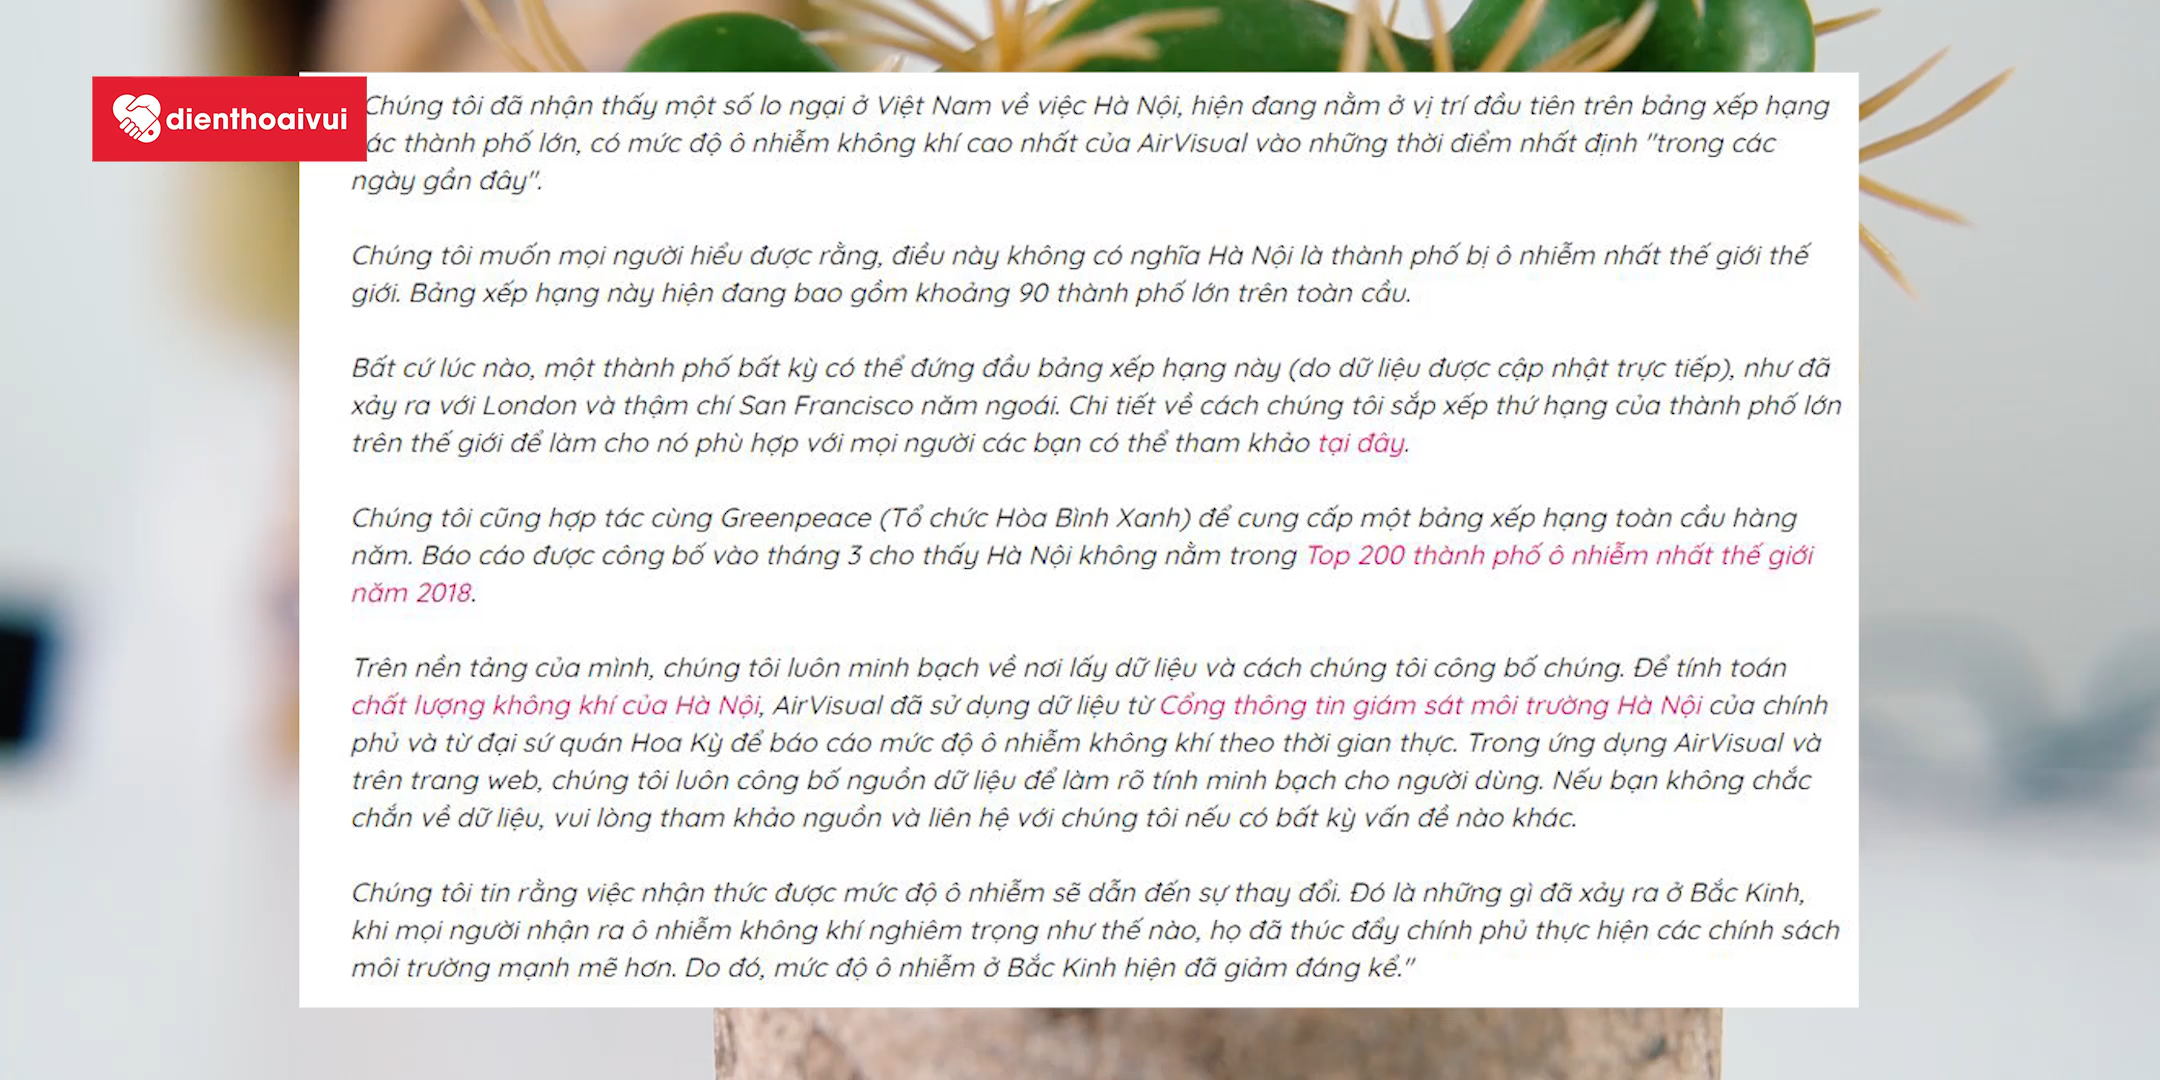 dienthoaivui
Chúng tôi đã nhận thấy một số lo ngại ở Việt Nam về việc Hà Nội, hiện đang nằm ở vị trí đầu tiên trên bảng xếp hạng
ác thành phố lớn, có mức độ ô nhiễm không khí cao nhất của AirVisual vào những thời điểm nhất định "trong các
ngày gần đây".
Chúng tôi muốn mọi người hiểu được rằng, điều này không có nghĩa Hà Nội là thành phố bị ô nhiễm nhất thế giới thế
giới. Bảng xếp hạng này hiện đang bao gồm khoảng 90 thành phố lớn trên toàn cầu.
Bất cứ lúc nào, một thành phố bất kỳ có thể đứng đầu bảng xếp hạng này (do dữ liệu được cập nhật trực tiếp), như đã
xảy ra với London và thậm chí San Francisco năm ngoái. Chi tiết về cách chúng tôi sắp xếp thứ hạng của thành phố lớn
trên thế giới để làm cho nó phù hợp với mọi người các bạn có thể tham khảo tại đây.
Chúng tôi cũng hợp tác cùng Greenpeace (Tổ chức Hòa Bình Xanh) để cung cấp một bảng xếp hạng toàn cầu hàng
năm. Báo cáo được công bố vào tháng 3 cho thấy Hà Nội không nằm trong Top 200 thành phố ô nhiễm nhất thế giới
năm 2018.
Trên nền tảng của mình, chúng tôi luôn minh bạch về nơi lấy dữ liệu và cách chúng tôi công bố chúng. Để tính toán
chất lượng không khí của Hà Nội, AirVisual đã sử dụng dữ liệu từ Cổng thông tin giám sát môi trường Hà Nội của chính
phủ và từ đại sứ quán Hoa Kỳ để báo cáo mức độ ô nhiễm không khí theo thời gian thực. Trong ứng dụng AirVisual và
trên trang web, chúng tôi luôn công bố nguồn dữ liệu để làm rõ tính minh bạch cho người dùng. Nếu bạn không chắc
chắn về dữ liệu, vui lòng tham khảo nguồn và liên hệ với chúng tôi nếu có bất kỳ vấn đề nào khác.
Chúng tôi tin rằng việc nhận thức được mức độ ô nhiễm sẽ dẫn đến sự thay đổi. Đó là những gì đã xảy ra ở Bắc Kinh,
khi mọi người nhận ra ô nhiễm không khí nghiêm trọng như thế nào, họ đã thúc đẩy chính phủ thực hiện các chính sách
môi trường mạnh mẽ hơn. Do đó, mức độ ô nhiễm ở Bắc Kinh hiện đã giảm đáng kể."